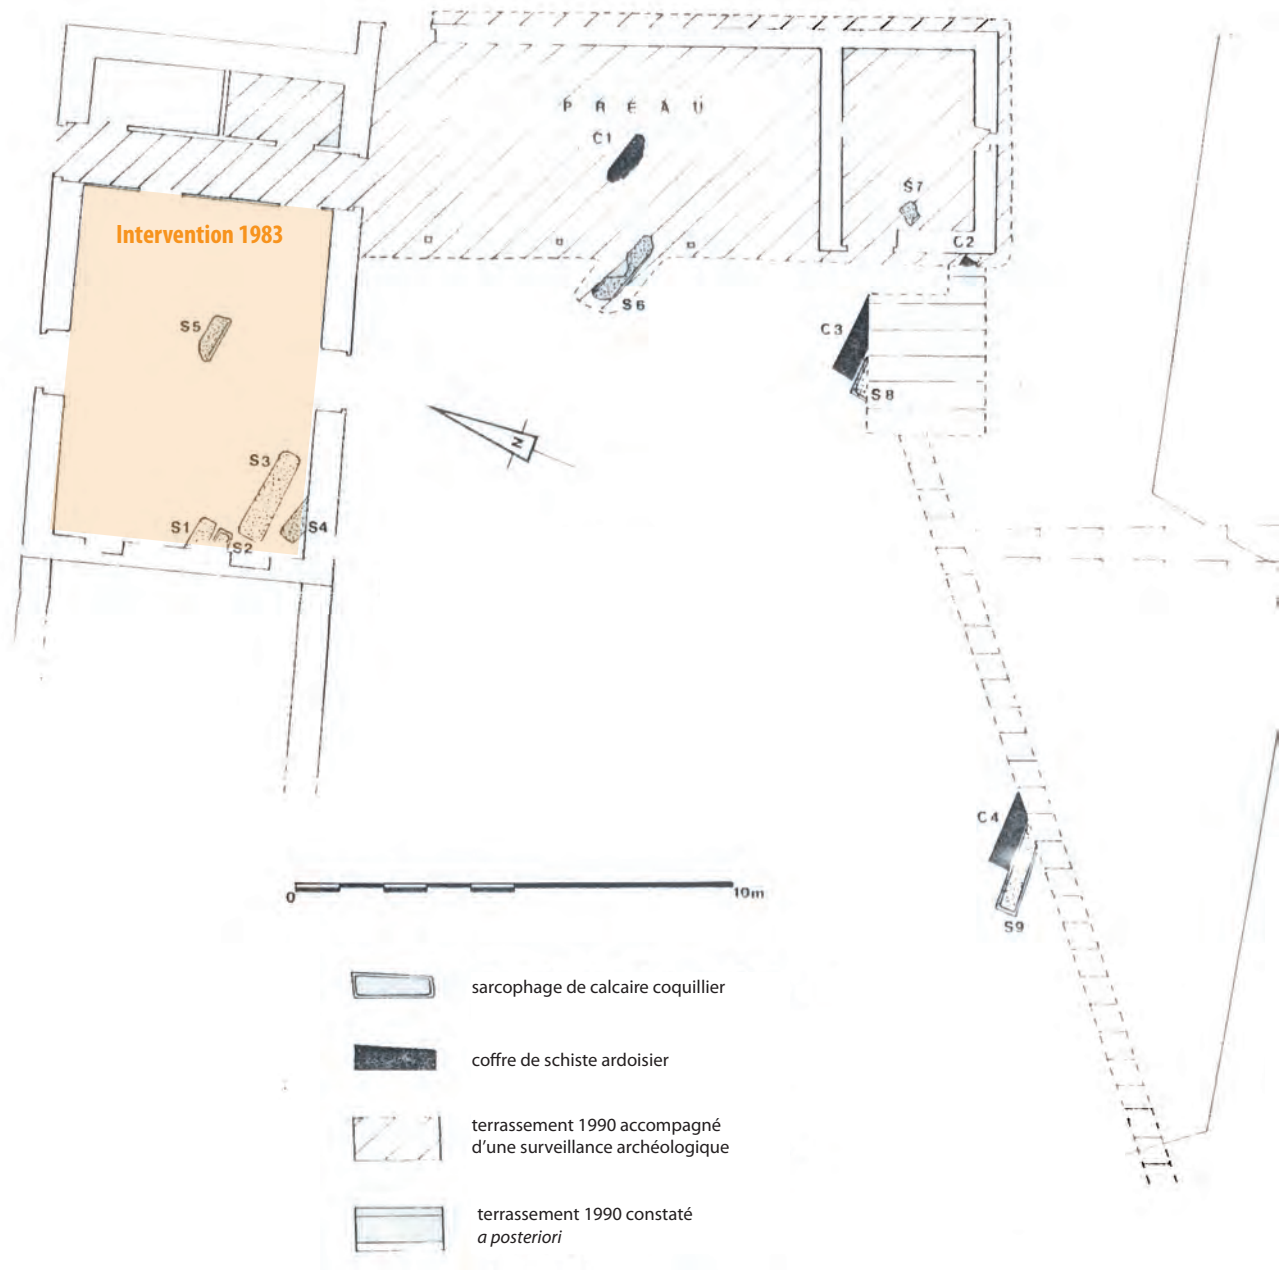 P R E A U
C1
S7
Intervention 1983
C2
S6
S5
C3
S8
N
S3
S1
S4
S2
C4
S9
0
10m
sarcophage de calcaire coquillier
coffre de schiste ardoisier
terrassement 1990 accompagné
d'une surveillance archéologique
terrassement 1990 constaté
a posteriori